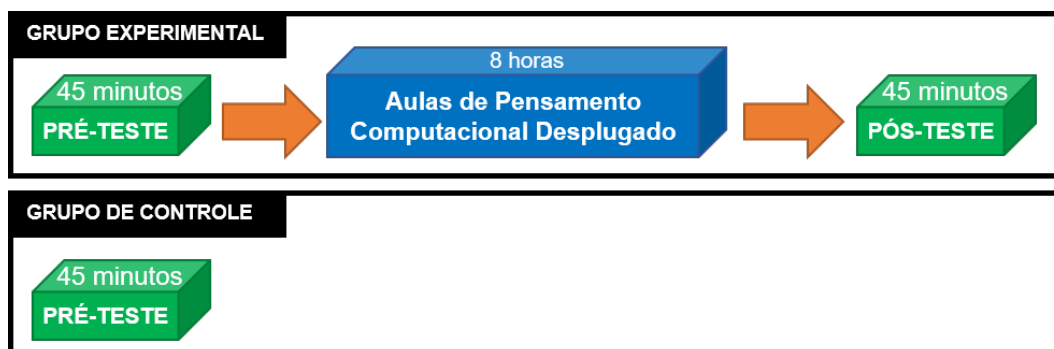 GRUPO EXPERIMENTAL
45 minutos
PRÉ-TESTE
8 horas
Aulas de Pensamento
Computacional Desplugado
45 minutos
PÓS-TESTE
GRUPO DE CONTROLE
45 minutos
PRÉ-TESTE